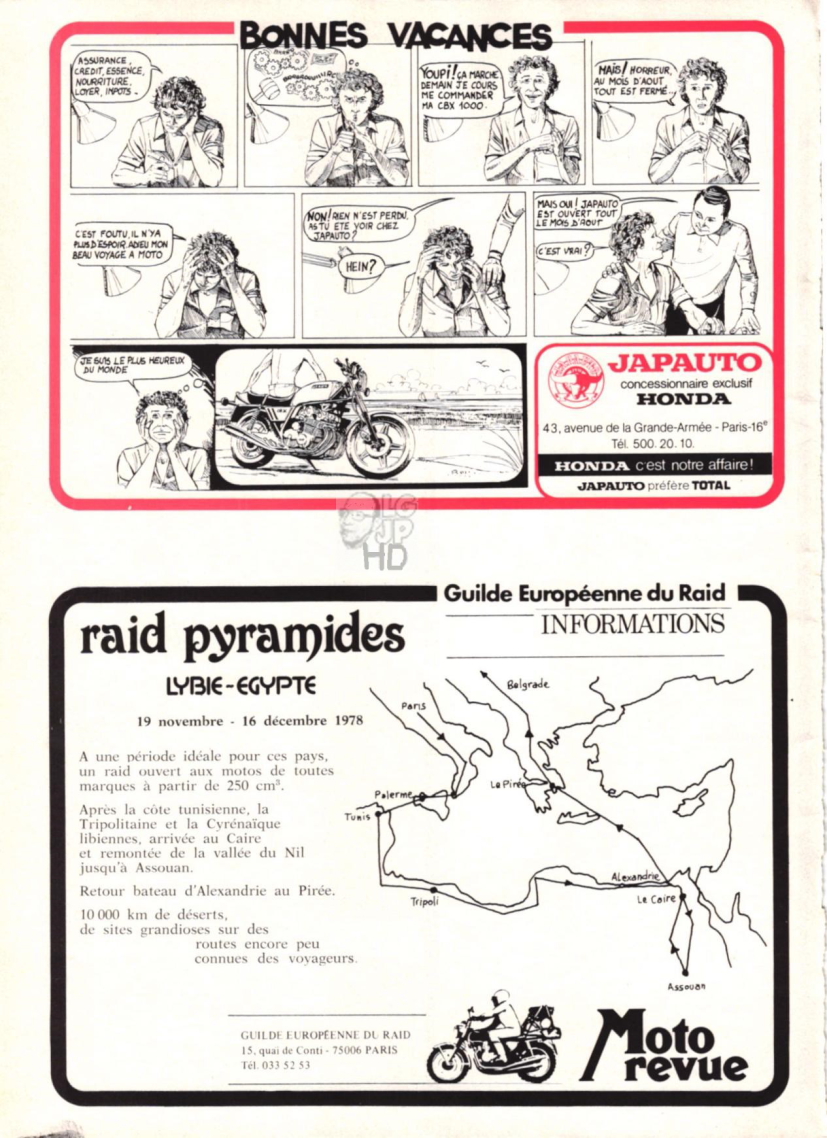 BONNES VACANCES
ASSURANCE,
CREDIT, ESSENCE,
NOURRITURE,
LOYER, IMPOTS.
YOUPI! ÇA MARCHE
DEMAIN JE COURS
ME COMMANDER
MA CBX 1000.
MAIS! HORREUR,
AU MOIS D'AOUT,
TOUT EST FERMÉ.
C'EST FOUTU, IL N'YA
PLUS D'ESPOIR. ADIEU MON
BEAU VOYAGE A MOTO
NON! RIEN N'EST PERDU.
AS TU ETE VOIR CHEZ
JAPAUTO?
HEIN?
MAIS OUI! JAPAUTO
EST OUVERT TOUT
LE MOIS D'AOUT
C'EST VRAI?
JE SUIS LE PLUS HEUREUX
DU MONDE
JAPAUTO
concessionnaire exclusif
HONDA
43, avenue de la Grande-Armée - Paris-16e
Tél. 500. 20. 10.
HONDA c'est notre affaire!
JAPAUTO préfère TOTAL
LG
JP
HD
Guilde Européenne du Raid
INFORMATIONS
raid pyramides
LYBIE-EGYPTE
19 novembre - 16 décembre 1978
A une période idéale pour ces pays,
un raid ouvert aux motos de toutes
marques à partir de 250 cm³.
Après la côte tunisienne, la
Tripolitaine et la Cyrénaïque
libiennes, arrivée au Caire
et remontée de la vallée du Nil
jusqu'à Assouan.
Retour bateau d'Alexandrie au Pirée.
10 000 km de déserts,
de sites grandioses sur des
routes encore peu
connues des voyageurs.
Belgrade
Paris
Palerme
Le Pirée
Tunis
Tripoli
Alexandrie
Le Caire
Assouan
GUILDE EUROPÉENNE DU RAID
15, quai de Conti - 75006 PARIS
Tél. 033 52 53
Moto
revue